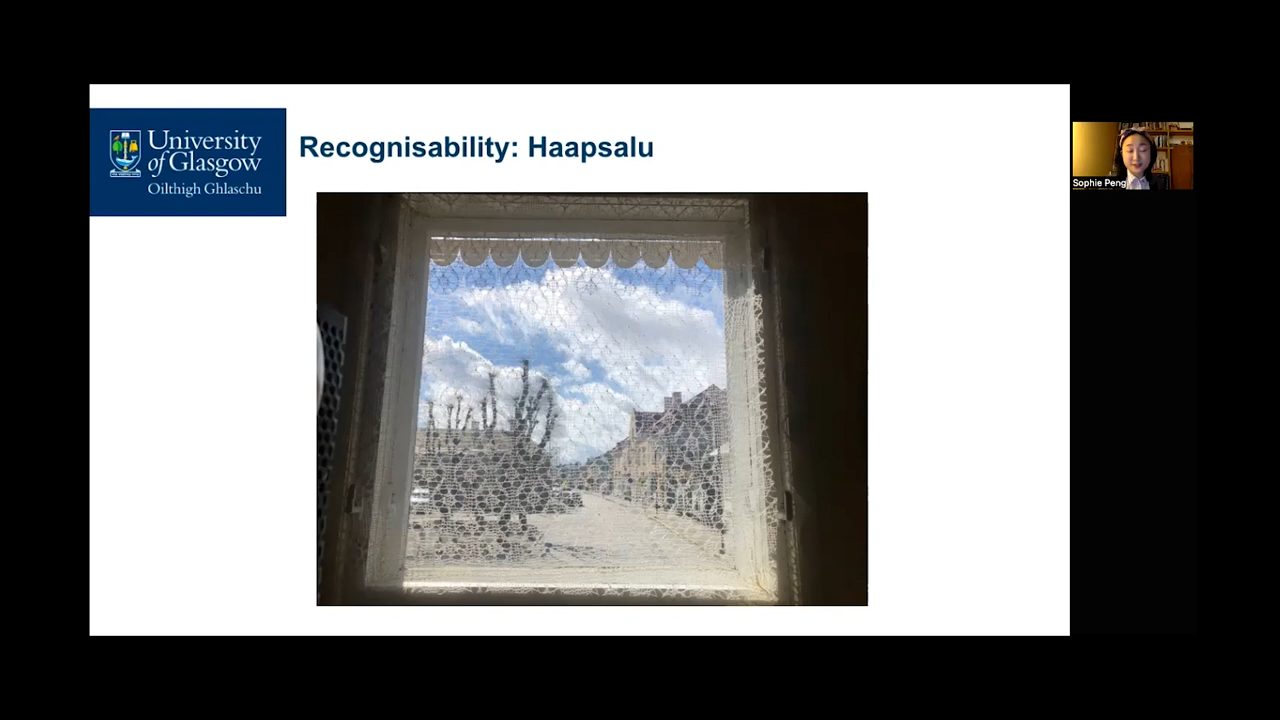 University
of Glasgow
Oilthigh Ghlaschu
Recognisability: Haapsalu
Sophie Peng